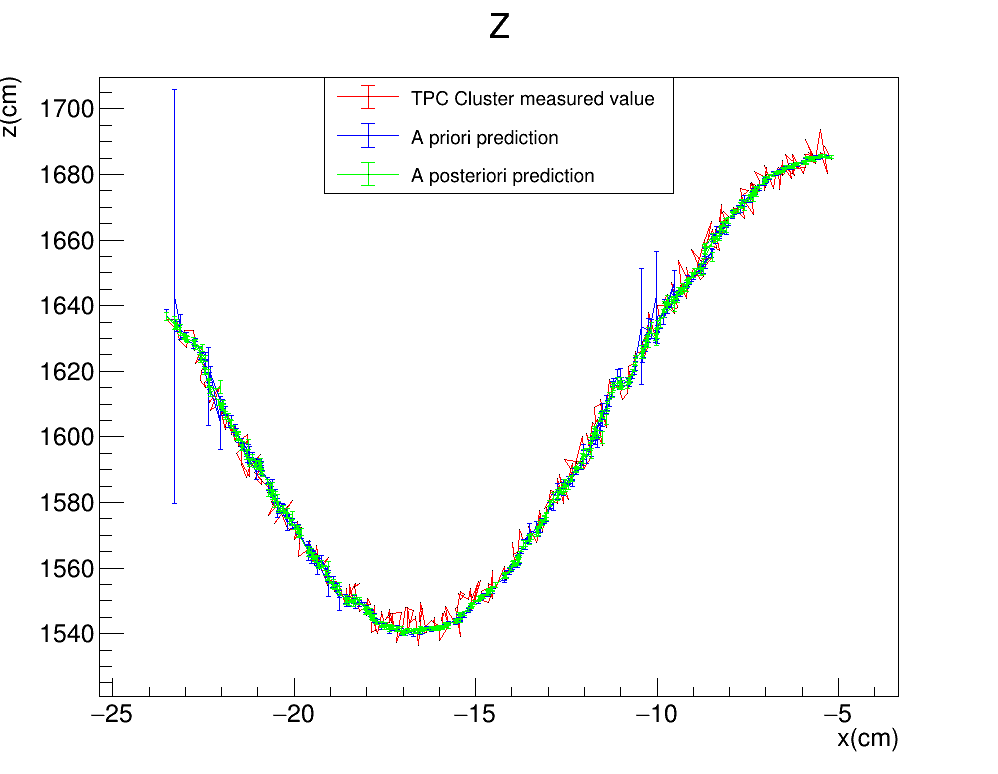 Z
z(cm)
TPC Cluster measured value
A priori prediction
A posteriori prediction
1700
1680
1660
1640
1620
1600
1580
1560
1540
−25 −20 −15 −10 −5
x(cm)